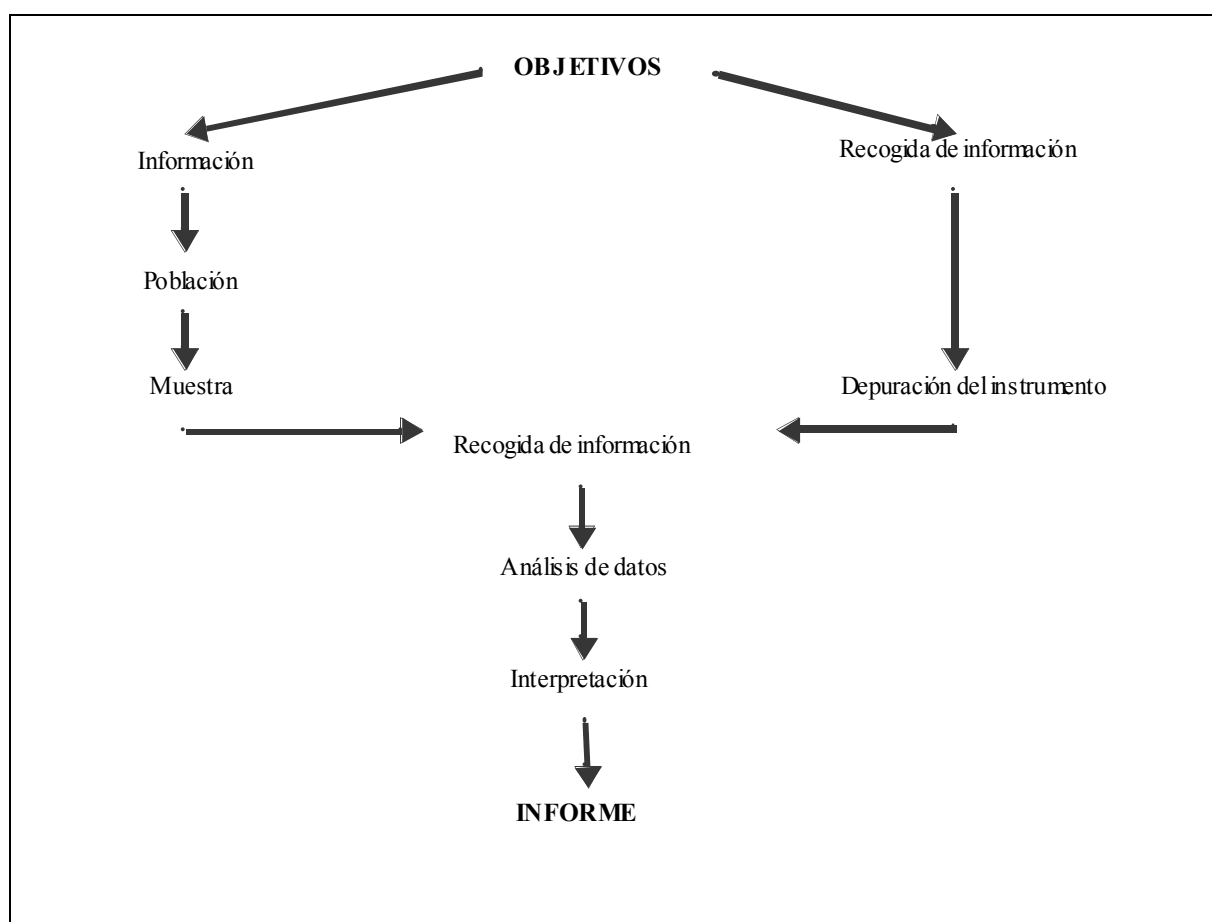 OBJETIVOS
Información
Recogida de información
Población
Muestra
Depuración del instrumento
Recogida de información
Análisis de datos
Interpretación
INFORME